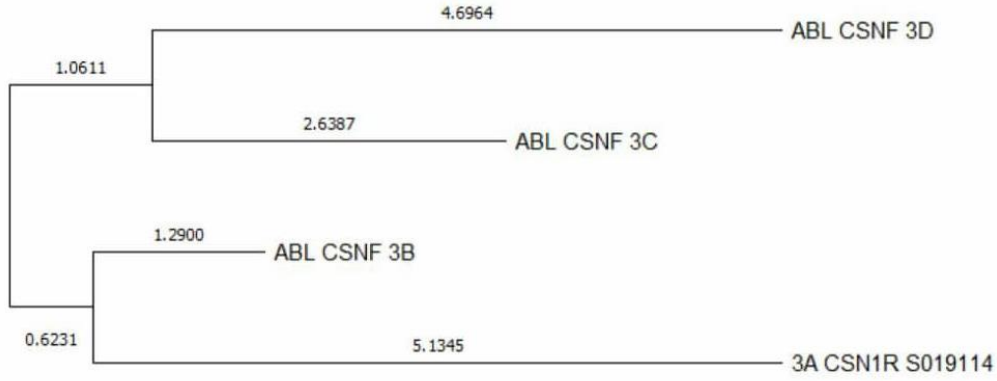 4.6964
ABL CSNF 3D
1.0611
2.6387
ABL CSNF 3C
1.2900
ABL CSNF 3B
0.6231
5.1345
3A CSN1R S019114